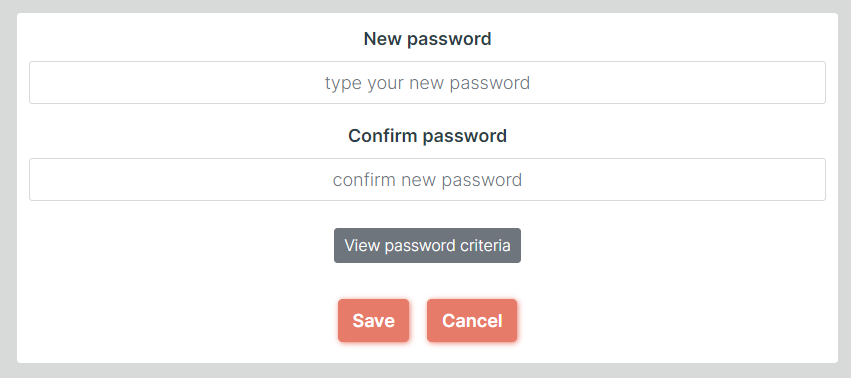 New password
type your new password
Confirm password
confirm new password
View password criteria
Save Cancel